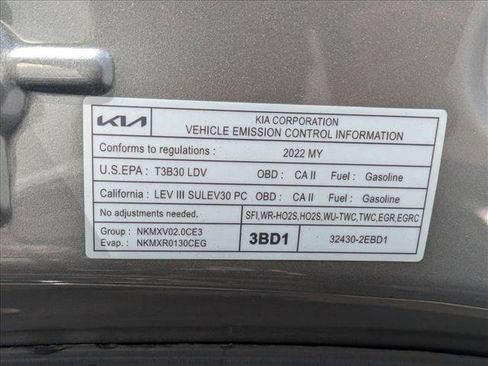 KIA
KIA CORPORATION
VEHICLE EMISSION CONTROL INFORMATION
Conforms to regulations : 2022 MY
U.S.EPA : T3B30 LDV OBD : CA II Fuel : Gasoline
California : LEV III SULEV30 PC OBD : CA II Fuel : Gasoline
No adjustments needed. SFI,WR-HO2S,HO2S,WU-TWC,TWC,EGR,EGRC
Group : NKMXV02.0CE3
Evap. : NKMXR0130CEG
3BD1
32430-2EBD1